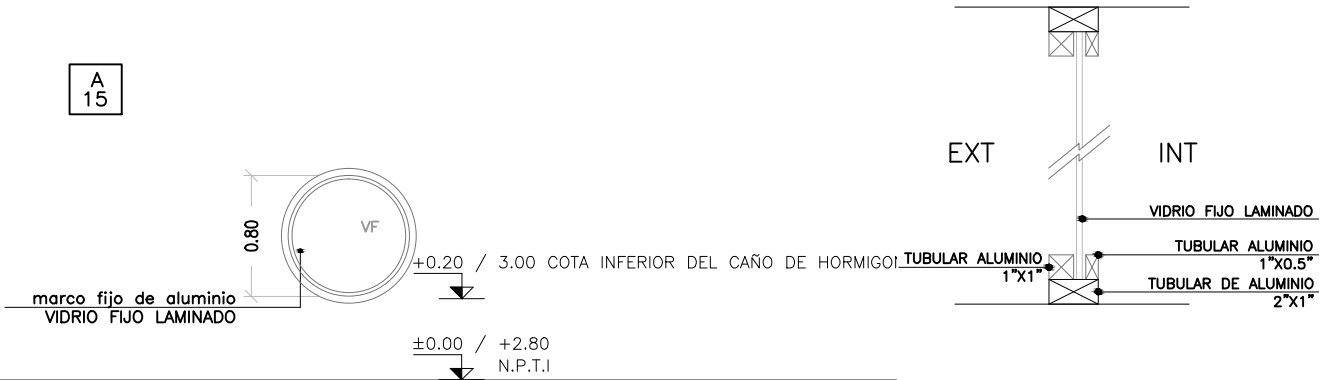 A
15
VF
0.80
marco fijo de aluminio
VIDRIO FIJO LAMINADO
+0.20 / 3.00 COTA INFERIOR DEL CAÑO DE
±0.00 / +2.80
N.P.T.I
EXT
INT
VIDRIO FIJO LAMINADO
TUBULAR ALUMINIO
1"X1"
TUBULAR ALUMINIO
1"X0.5"
TUBULAR DE ALUMINIO
2"X1"